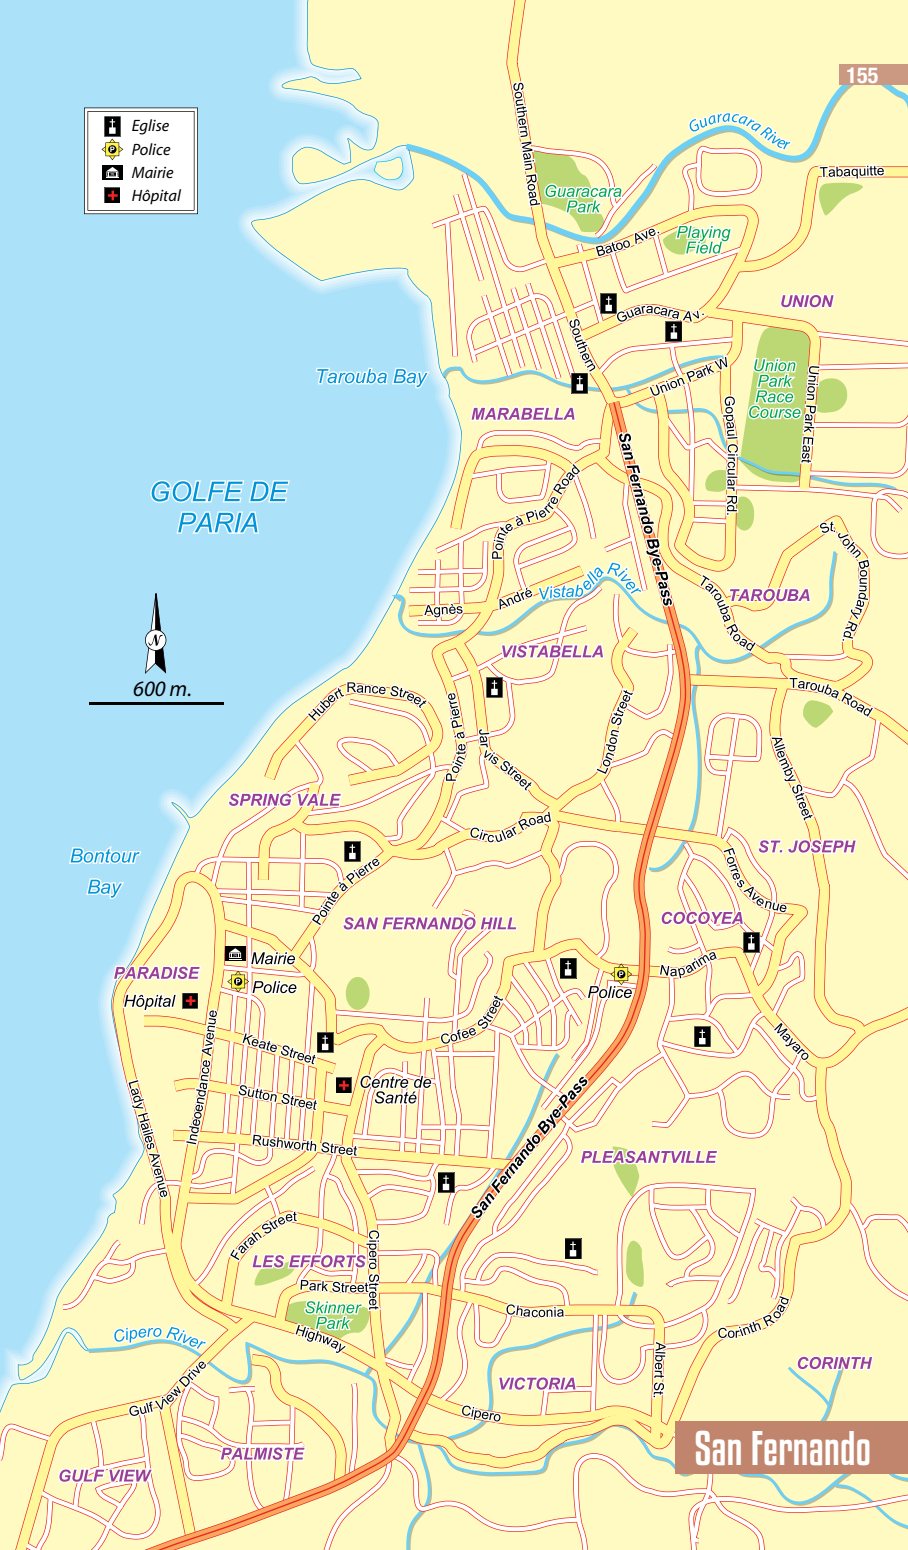 155
Eglise
Police
Mairie
Hôpital
Southern Main Road
Guaracara River
Tabaquitte
Guaracara
Park
Batoo Ave.
Playing
Field
UNION
Guaracara Av.
Southern
Tarouba Bay
Union Park W
Union
Park
Race
Course
Union Park East
MARABELLA
Gopaul Circular Rd.
San Fernando Bye-Pass
GOLFE DE
PARIA
Pointe à Pierre Road
St. John Boundary Rd.
Agnès
André
Vistabella River
TAROUBA
Tarouba Road
N
600 m.
VISTABELLA
Hubert Rance Street
Pointe à Pierre
London Street
Tarouba Road
Jarvis Street
Allemby Street
SPRING VALE
Circular Road
Bontour
Bay
ST. JOSEPH
Forres Avenue
Pointe à Pierre
SAN FERNANDO HILL
COCOYEA
Mairie
PARADISE
Police
Hôpital
Naparima
Police
Cofee Street
Mayaro
Indeoendance Avenue
Keate Street
Centre de
Santé
Sutton Street
Lady Hailes Avenue
Rushworth Street
San Fernando Bye-Pass
PLEASANTVILLE
Farah Street
Cipero Street
LES EFFORTS
Park Street
Skinner
Park
Chaconia
Cipero River
Highway
Corinth Road
Albert St.
CORINTH
Gulf View Drive
VICTORIA
Cipero
PALMISTE
GULF VIEW
San Fernando